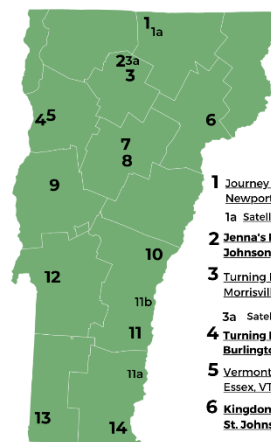 1
1a
2 3a
3
4 5
6
7
8
9
10
12
11b
11
11a
13
14
1 Journey
Newport
1a Satell
2 Jenna's
Johnson
3 Turning
Morrisvill
3a Satel
4 Turning
Burlingto
5 Vermont
Essex, VT
6 Kingdon
St. Johns